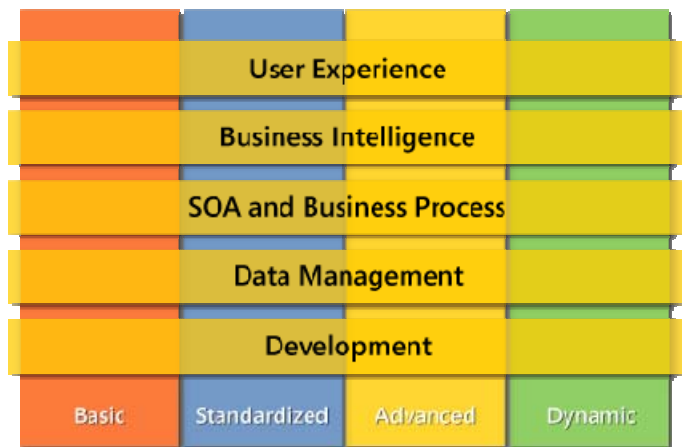 User Experience
Business Intelligence
SOA and Business Process
Data Management
Development
Basic Standardized Advanced Dynamic